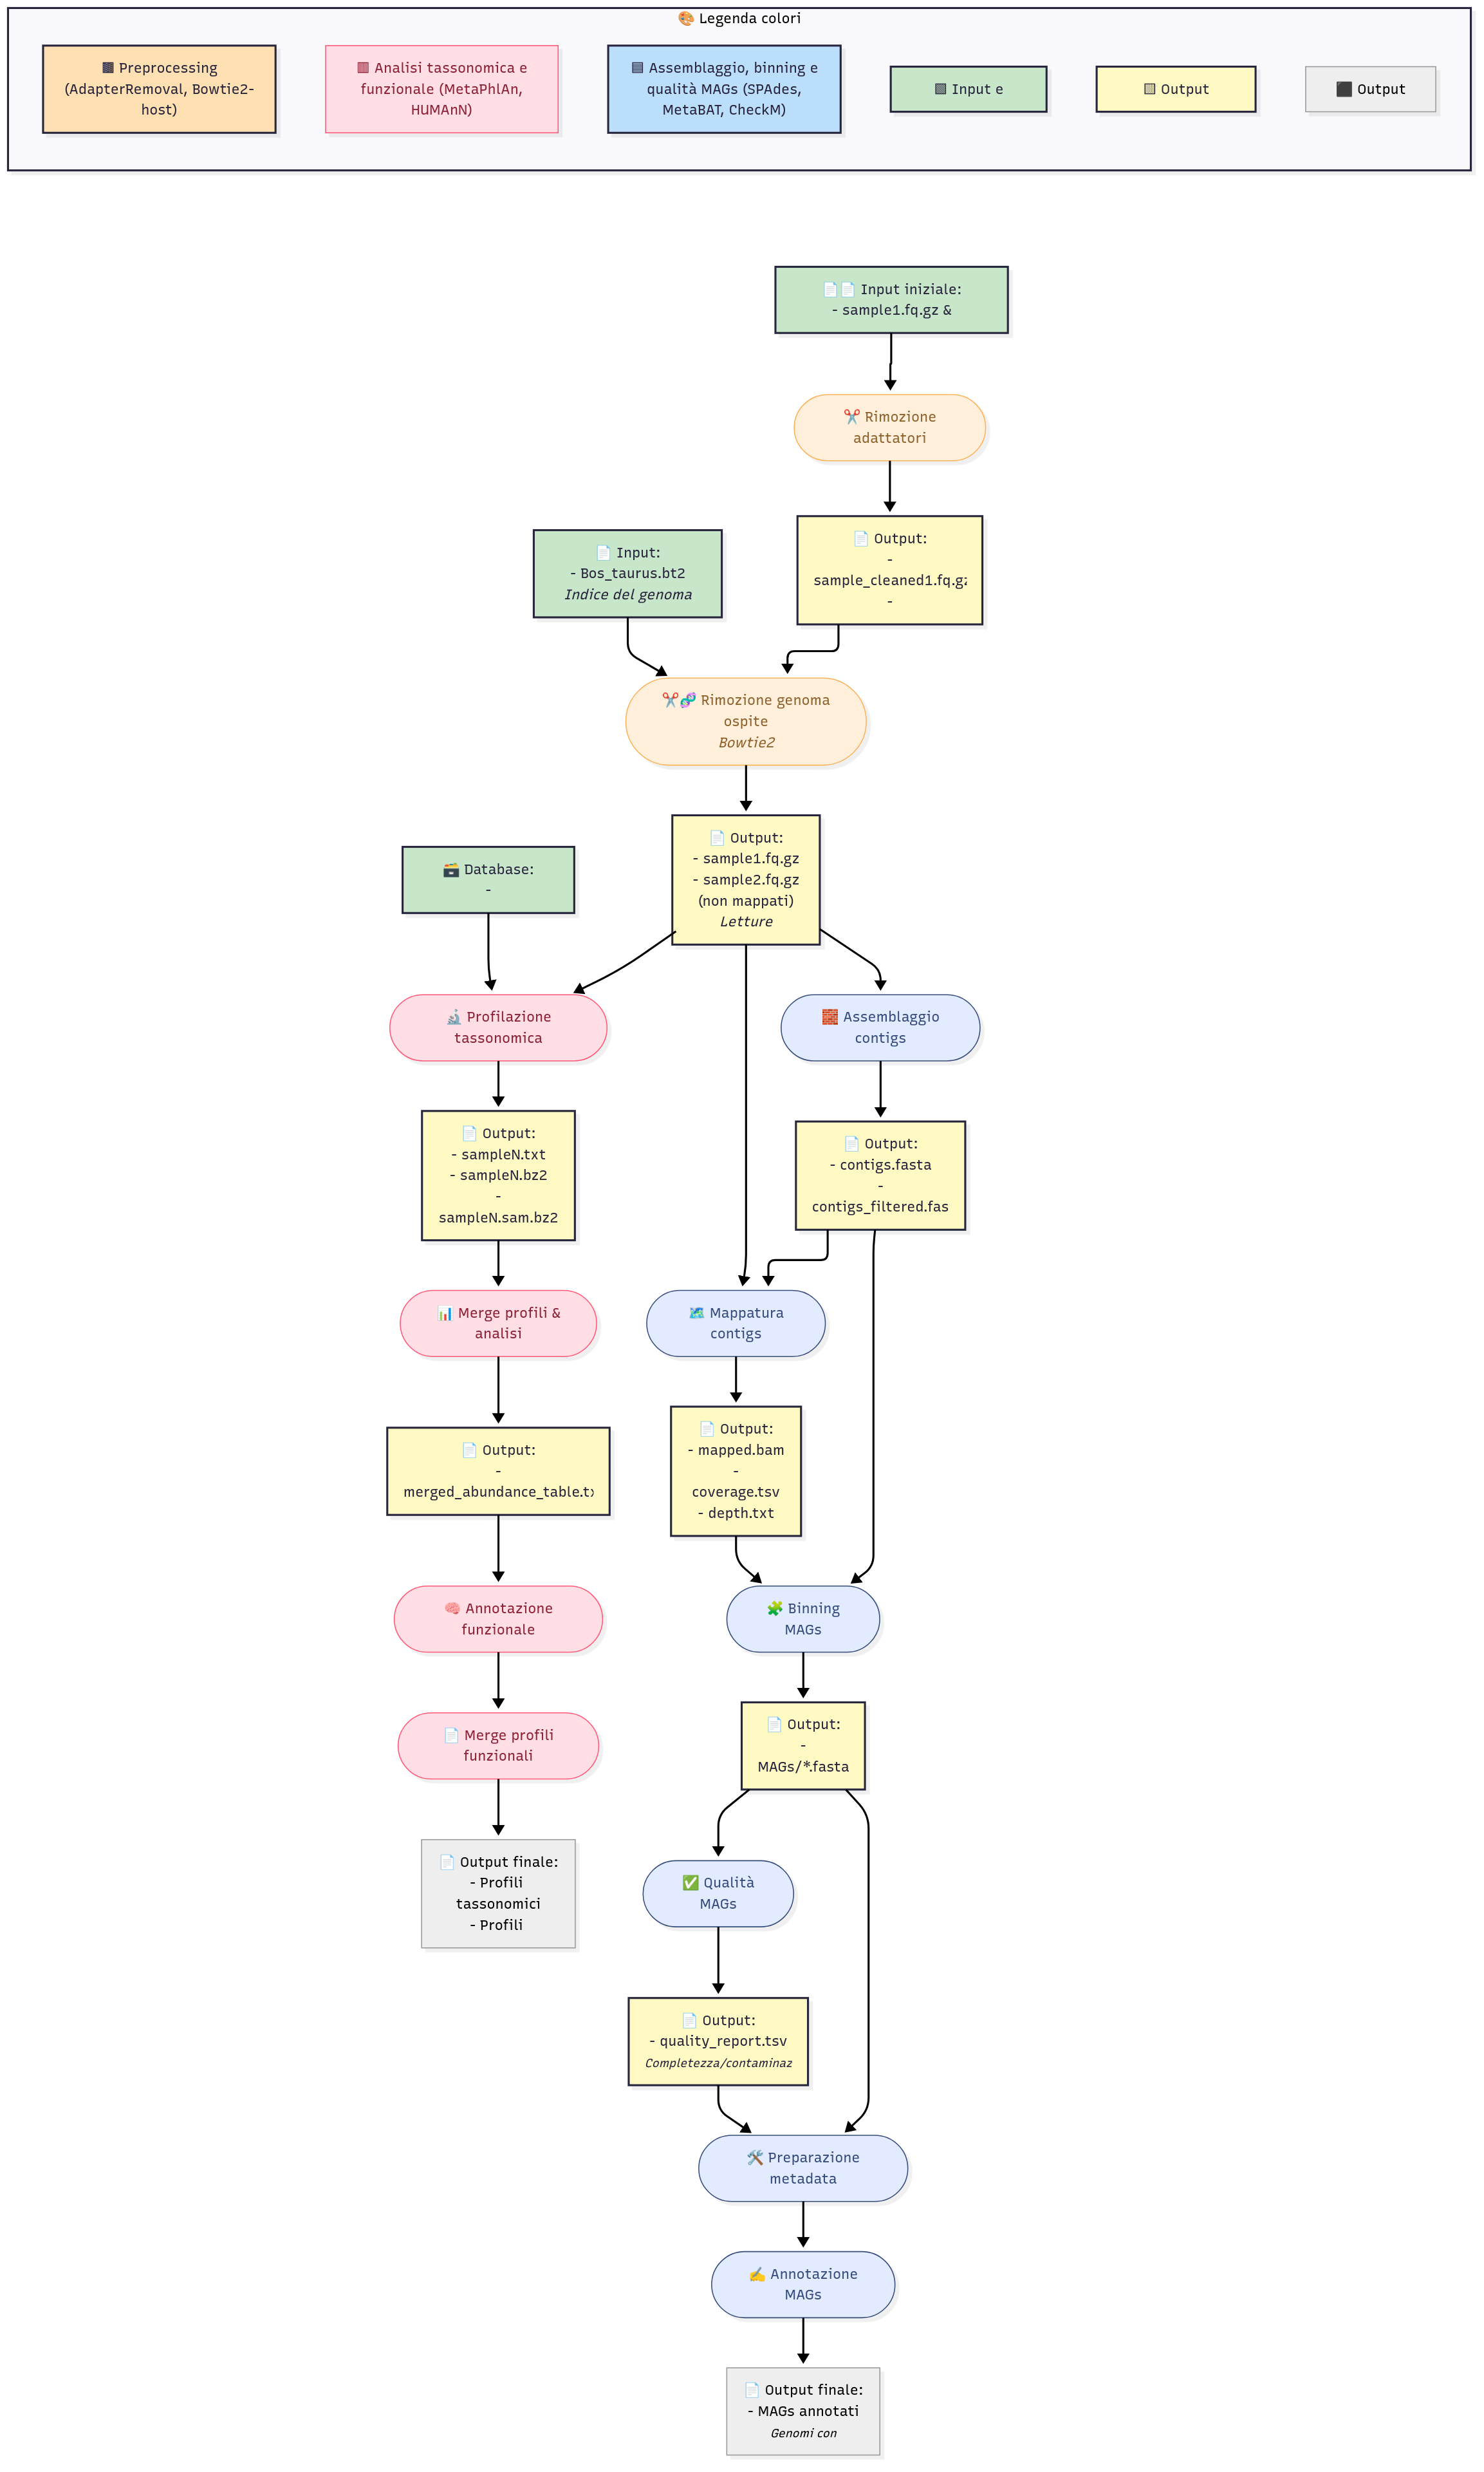 🎨 Legenda colori
🟧 Preprocessing
(AdapterRemoval, Bowtie2-
host)
🟥 Analisi tassonomica e
funzionale (MetaPhlAn,
HUMAnN)
🟦 Assemblaggio, binning e
qualità MAGs (SPAdes,
MetaBAT, CheckM)
🟩 Input e
🟨 Output
⬛ Output
📄📄 Input iniziale:
- sample1.fq.gz &
✂️ Rimozione
adattatori
📄 Input:
- Bos_taurus.bt2
Indice del genoma
📄 Output:
-
sample_cleaned1.fq.gz
-
✂️🧬 Rimozione genoma
ospite
Bowtie2
🗃️ Database:
-
📄 Output:
- sample1.fq.gz
- sample2.fq.gz
(non mappati)
Letture
🔬 Profilazione
tassonomica
🧱 Assemblaggio
contigs
📄 Output:
- sampleN.txt
- sampleN.bz2
-
sampleN.sam.bz2
📄 Output:
- contigs.fasta
-
contigs_filtered.fas
📊 Merge profili &
analisi
🗺️ Mappatura
contigs
📄 Output:
-
merged_abundance_table.tx
📄 Output:
- mapped.bam
-
coverage.tsv
- depth.txt
🧠 Annotazione
funzionale
🧩 Binning
MAGs
📄 Merge profili
funzionali
📄 Output:
-
MAGs/*.fasta
📄 Output finale:
- Profili
tassonomici
- Profili
✅ Qualità
MAGs
📄 Output:
- quality_report.tsv
Completezza/contaminaz
🛠️ Preparazione
metadata
✍️ Annotazione
MAGs
📄 Output finale:
- MAGs annotati
Genomi con